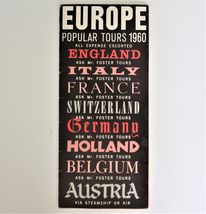 EUROPE
POPULAR TOURS 1960
ALL EXPENSE ESCORTED
ENGLAND
ASK Mr. FOSTER TOURS
ITALY
ASK Mr. FOSTER TOURS
FRANCE
ASK Mr. FOSTER TOURS
SWITZERLAND
ASK Mr. FOSTER TOURS
Germany
ASK Mr. FOSTER TOURS
HOLLAND
ASK Mr. FOSTER TOURS
BELGIUM
ASK Mr. FOSTER TOURS
AUSTRIA
VIA STEAMSHIP OR AIR